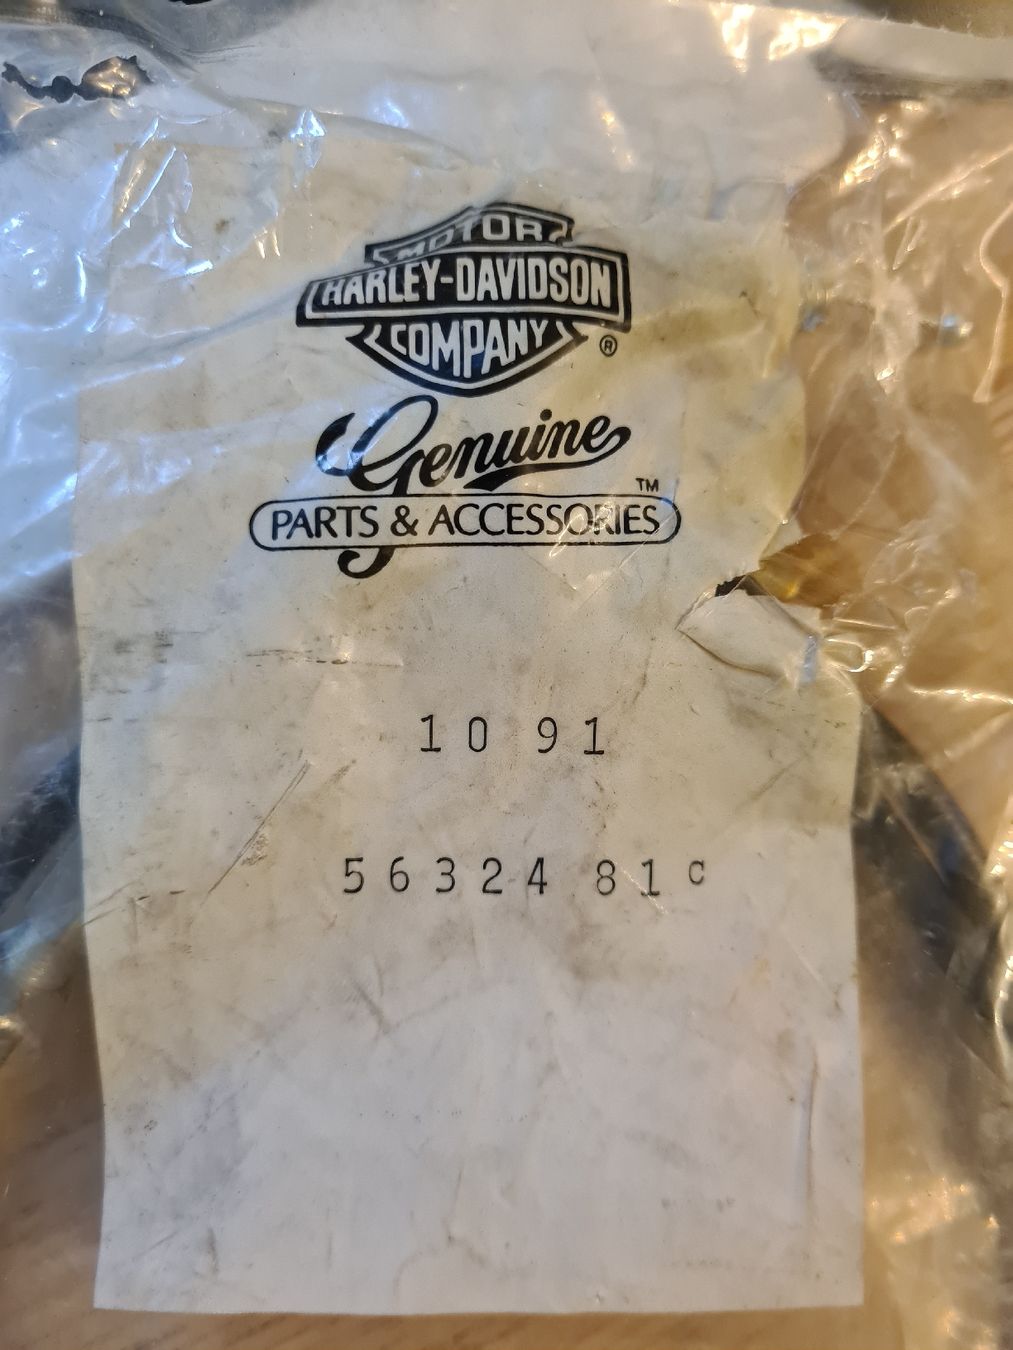 MOTOR
HARLEY-DAVIDSON
COMPANY ®
Genuine
PARTS & ACCESSORIES ™
10 91
56324 81C